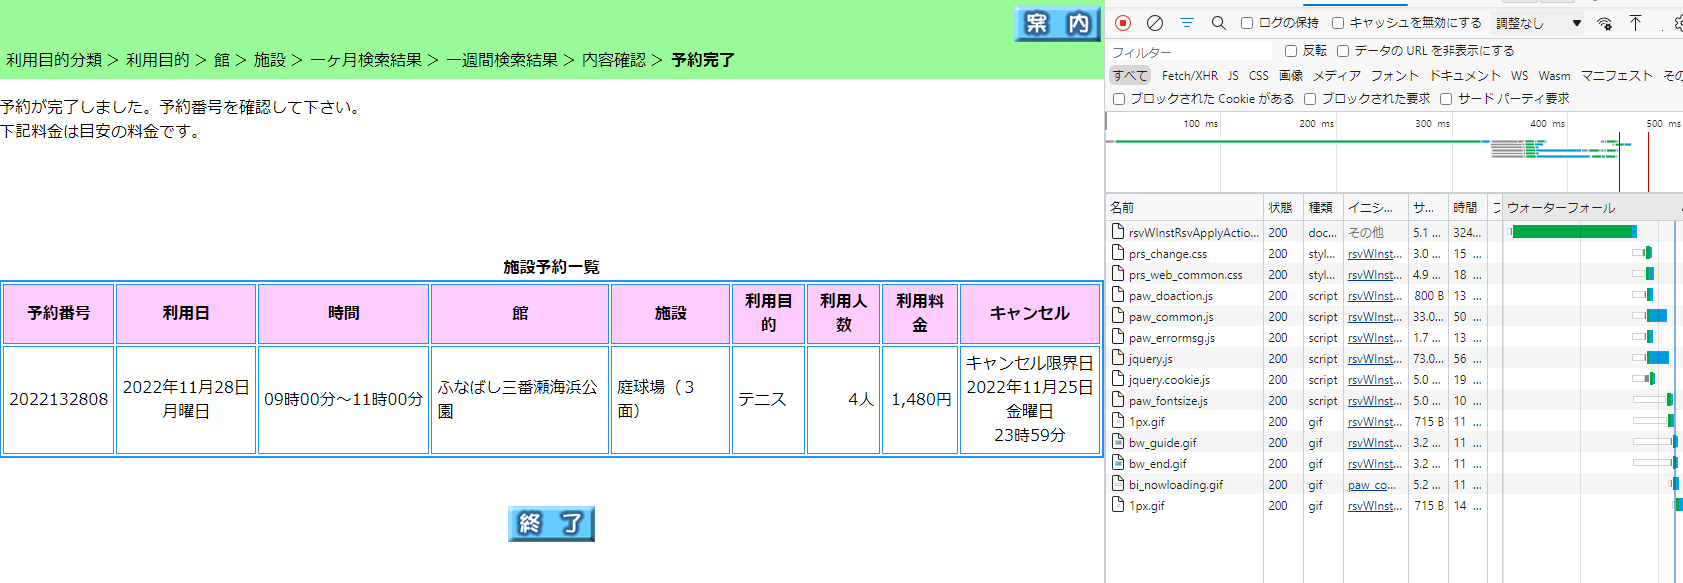 案 内
利用目的分類 > 利用目的 > 館 > 施設 > 一ヶ月検索結果 > 一週間検索結果 > 内容確認 > 予約完了
予約が完了しました。予約番号を確認して下さい。
下記料金は目安の料金です。
施設予約一覧
予約番号 利用日 時間 館 施設 利用目的 利用人数 利用料金 キャンセル
2022132808 2022年11月28日 月曜日 09時00分～11時00分 ふなばし三番瀬海浜公園 庭球場（３面） テニス 4人 1,480円 キャンセル限界日 2022年11月25日 金曜日 23時59分
終 了
ログの保持 キャッシュを無効にする 調整なし
フィルター 反転 データの URL を非表示にする
すべて Fetch/XHR JS CSS 画像 メディア フォント ドキュメント WS Wasm マニフェスト その
ブロックされた Cookie がある ブロックされた要求 サード パーティ要求
100 ms 200 ms 300 ms 400 ms 500 ms
名前 状態 種類 イニシ... サ... 時間 ウォーターフォール
rsvWInstRsvApplyActio... 200 doc... その他 5.1 ... 324...
prs_change.css 200 styl... rsvWInst... 3.0 ... 15 ...
prs_web_common.css 200 styl... rsvWInst... 4.9 ... 18 ...
paw_doaction.js 200 script rsvWInst... 800 B 13 ...
paw_common.js 200 script rsvWInst... 33.0... 50 ...
paw_errormsg.js 200 script rsvWInst... 1.7 ... 13 ...
jquery.js 200 script rsvWInst... 73.0... 56 ...
jquery.cookie.js 200 script rsvWInst... 5.0 ... 19 ...
paw_fontsize.js 200 script rsvWInst... 5.0 ... 10 ...
1px.gif 200 gif rsvWInst... 715 B 11 ...
bw_guide.gif 200 gif rsvWInst... 3.2 ... 11 ...
bw_end.gif 200 gif rsvWInst... 3.2 ... 11 ...
bi_nowloading.gif 200 gif paw_co... 5.2 ... 11 ...
1px.gif 200 gif rsvWInst... 715 B 14 ...